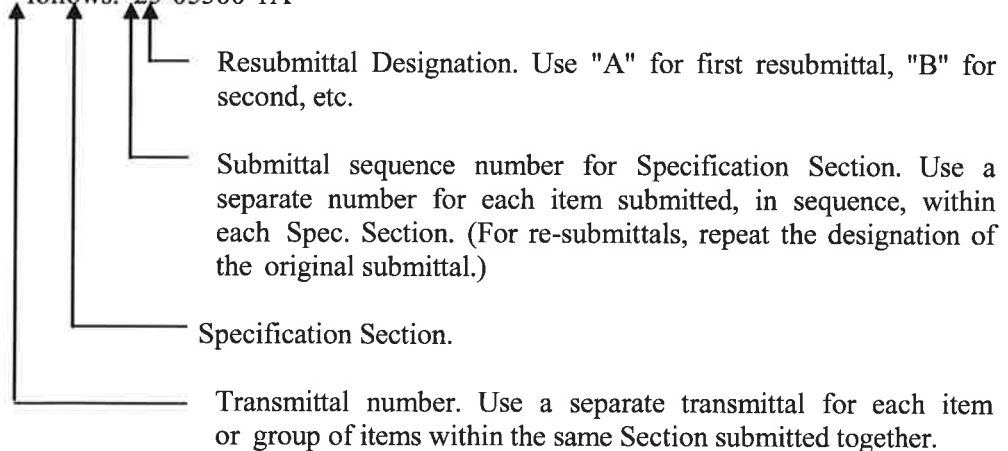 follows:
Resubmittal Designation. Use "A" for first resubmittal, "B" for
second, etc.
Submittal sequence number for Specification Section. Use a
separate number for each item submitted, in sequence, within
each Spec. Section. (For re-submittals, repeat the designation of
the original submittal.)
Specification Section.
Transmittal number. Use a separate transmittal for each item
or group of items within the same Section submitted together.